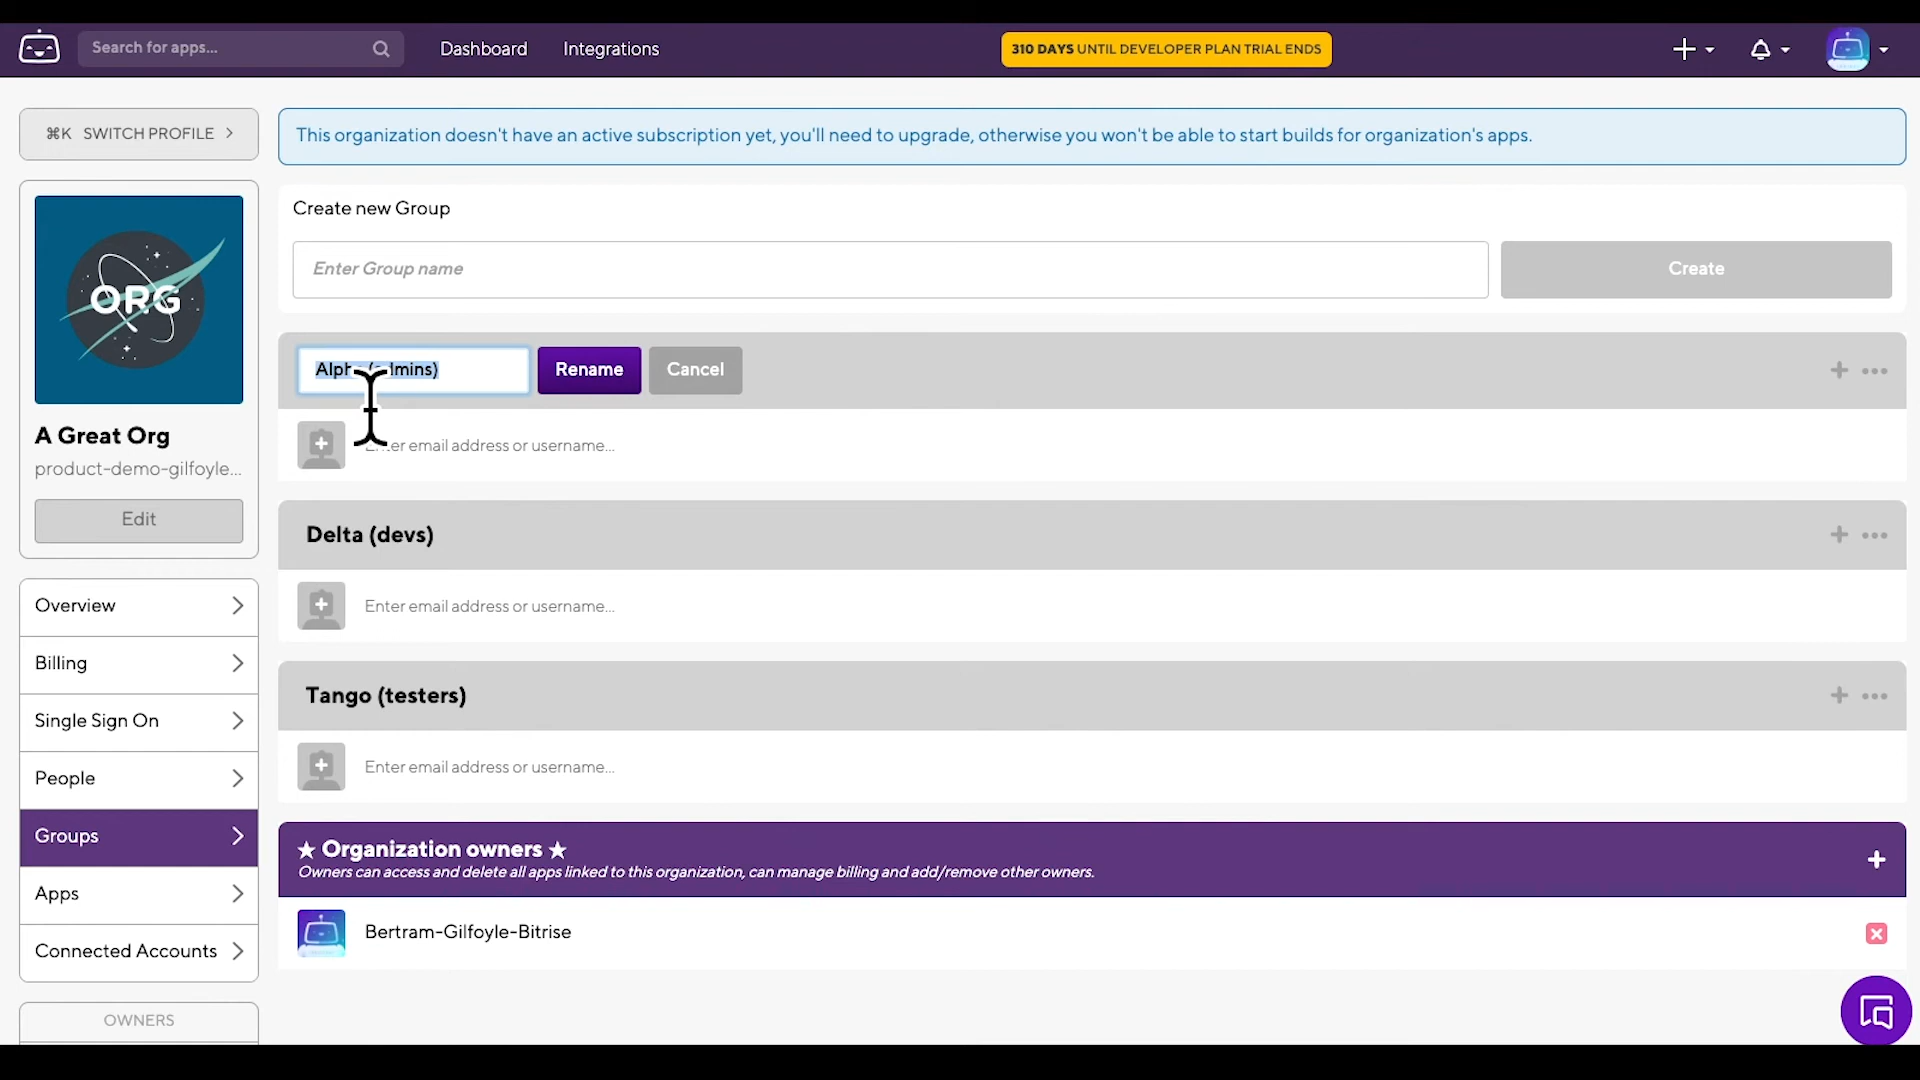 Search for apps...
Dashboard
Integrations
310 DAYS UNTIL DEVELOPER PLAN TRIAL ENDS
⌘K SWITCH PROFILE
This organization doesn't have an active subscription yet, you'll need to upgrade, otherwise you won't be able to start builds for organization's apps.
ORG
A Great Org
product-demo-gilfoyle...
Edit
Overview
Billing
Single Sign On
People
Groups
Apps
Connected Accounts
OWNERS
Create new Group
Enter Group name
Create
Rename
Cancel
email address or username...
Delta (devs)
Enter email address or username...
Tango (testers)
Enter email address or username...
★ Organization owners ★
Owners can access and delete all apps linked to this organization, can manage billing and add/remove other owners.
Bertram-Gilfoyle-Bitrise